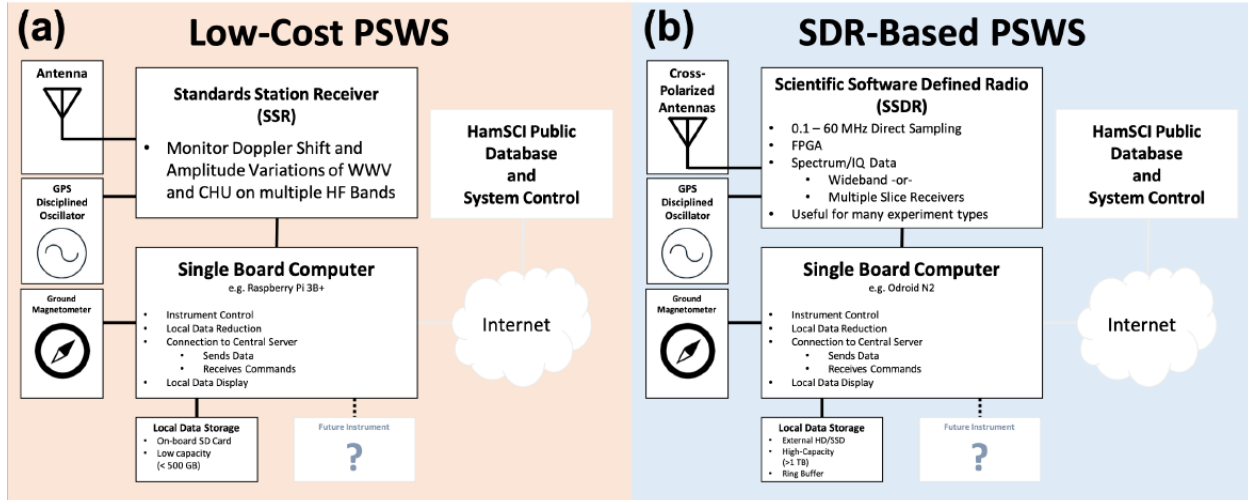 (a)
Low-Cost PSWS
Antenna
Standards Station Receiver
(SSR)
• Monitor Doppler Shift and
Amplitude Variations of WWV
and CHU on multiple HF Bands
GPS
Disciplined
Oscillator
HamSCI Public
Database
and
System Control
Single Board Computer
e.g. Raspberry Pi 3B+
• Instrument Control
• Local Data Reduction
• Connection to Central Server
• Sends Data
• Receives Commands
• Local Data Display
Ground
Magnetometer
Internet
Local Data Storage
• On-board SD Card
• Low capacity
(< 500 GB)
Future Instrument
?
(b)
SDR-Based PSWS
Cross-
Polarized
Antennas
Scientific Software Defined Radio
(SSDR)
• 0.1 – 60 MHz Direct Sampling
• FPGA
• Spectrum/IQ Data
• Wideband -or-
• Multiple Slice Receivers
• Useful for many experiment types
GPS
Disciplined
Oscillator
HamSCI Public
Database
and
System Control
Single Board Computer
e.g. Odroid N2
• Instrument Control
• Local Data Reduction
• Connection to Central Server
• Sends Data
• Receives Commands
• Local Data Display
Ground
Magnetometer
Internet
Local Data Storage
• External HD/SSD
• High-Capacity
(>1 TB)
• Ring Buffer
Future Instrument
?